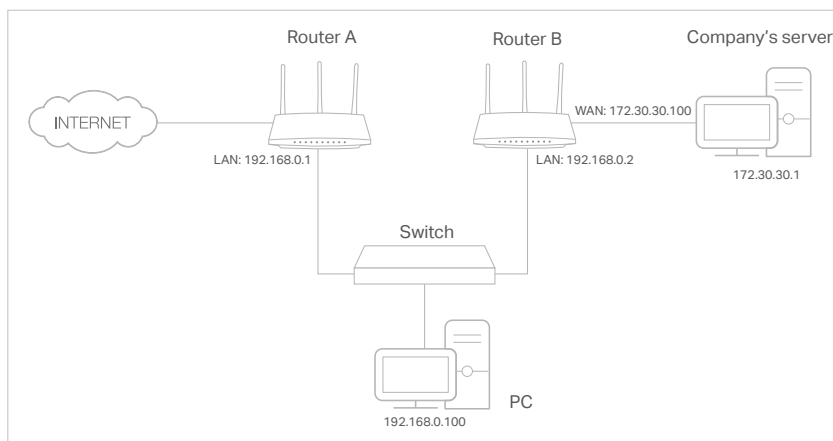 Router A
Router B
Company's server
INTERNET
WAN: 172.30.30.100
LAN: 192.168.0.1
LAN: 192.168.0.2
172.30.30.1
Switch
PC
192.168.0.100